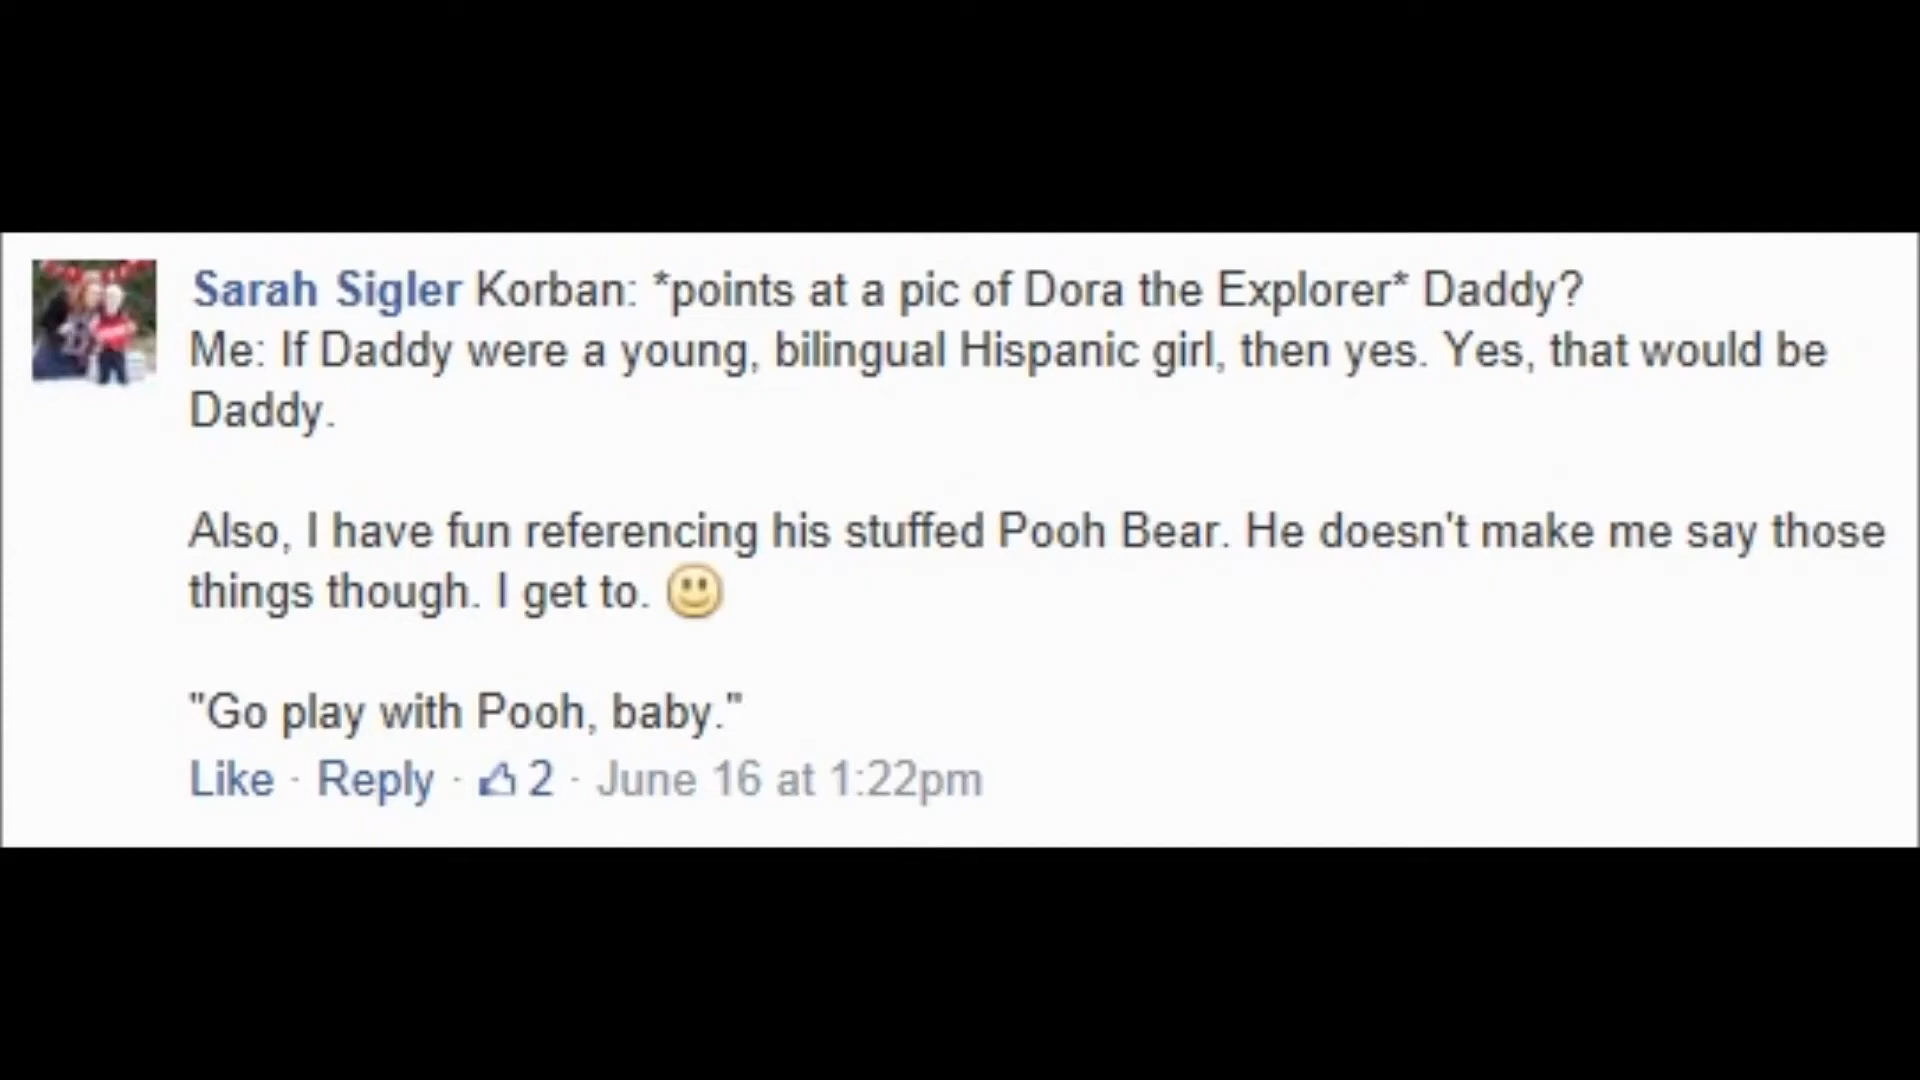 Sarah Sigler Korban: *points at a pic of Dora the Explorer* Daddy?
Me: If Daddy were a young, bilingual Hispanic girl, then yes. Yes, that would be
Daddy.
Also, I have fun referencing his stuffed Pooh Bear. He doesn't make me say those
things though. I get to. 
"Go play with Pooh, baby."
Like · Reply · 2 · June 16 at 1:22pm